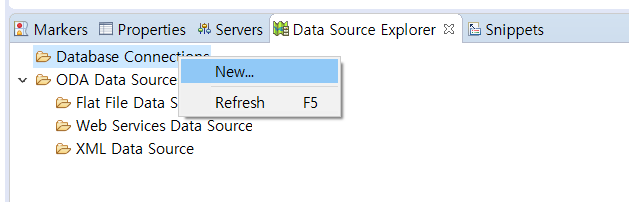 Markers Properties Servers Data Source Explorer Snippets
Database Connections
New...
ODA Data Source
Refresh F5
Flat File Data S
Web Services Data Source
XML Data Source